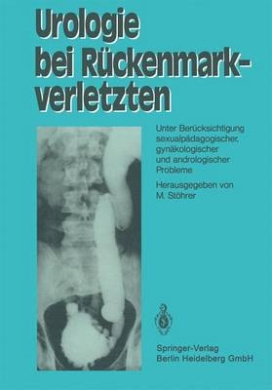 Urologie
bei Rückenmark-
verletzten
Unter Berücksichtigung
sexualpädagogischer,
gynäkologischer
und andrologischer
Probleme
Herausgegeben von
M. Stöhrer
Springer-Verlag
Berlin Heidelberg GmbH